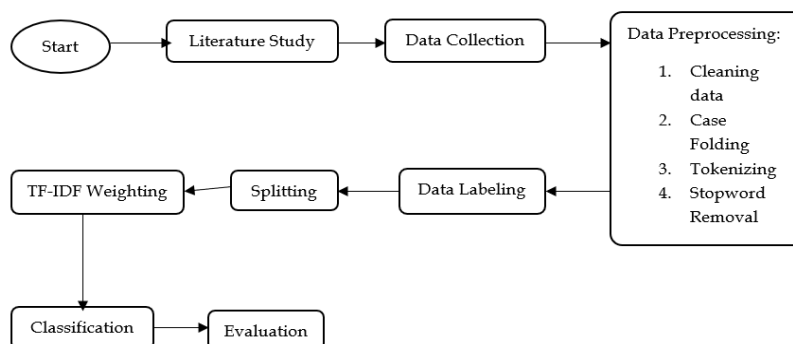 Start
Literature Study
Data Collection
Data Preprocessing:
1. Cleaning
data
2. Case
Folding
3. Tokenizing
4. Stopword
Removal
Data Labeling
Splitting
TF-IDF Weighting
Classification
Evaluation